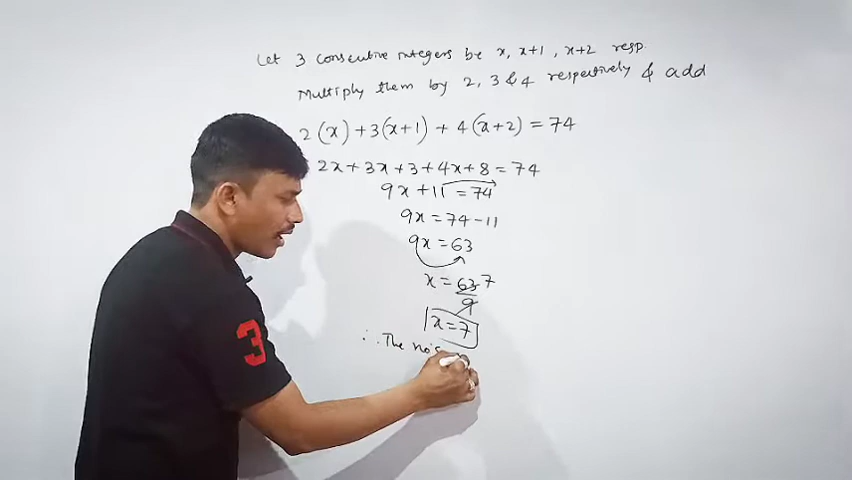 Let 3 consecutive integers be x, x+1, x+2 resp.
Multiply them by 2, 3 & 4 respectively & add
2(x)+3(x+1)+4(x+2)=74
2x+3x+3+4x+8=74
9x+11=74
9x=74-11
9x=63
x=63/9 7
x=7
∴ The no's
3